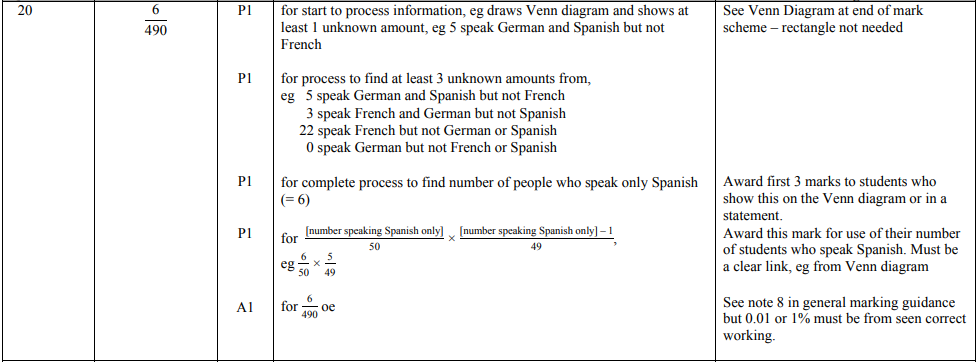 20
6
490
P1
for start to process information, eg draws Venn diagram and shows at
least 1 unknown amount, eg 5 speak German and Spanish but not
French
See Venn Diagram at end of mark
scheme – rectangle not needed
P1
for process to find at least 3 unknown amounts from,
eg 5 speak German and Spanish but not French
3 speak French and German but not Spanish
22 speak French but not German or Spanish
0 speak German but not French or Spanish
P1
for complete process to find number of people who speak only Spanish
(= 6)
Award first 3 marks to students who
show this on the Venn diagram or in a
statement.
P1
for [number speaking Spanish only]/50 × [number speaking Spanish only] – 1/49,
eg 6/50 × 5/49
Award this mark for use of their number
of students who speak Spanish. Must be
a clear link, eg from Venn diagram
A1
for 6/490 oe
See note 8 in general marking guidance
but 0.01 or 1% must be from seen correct
working.